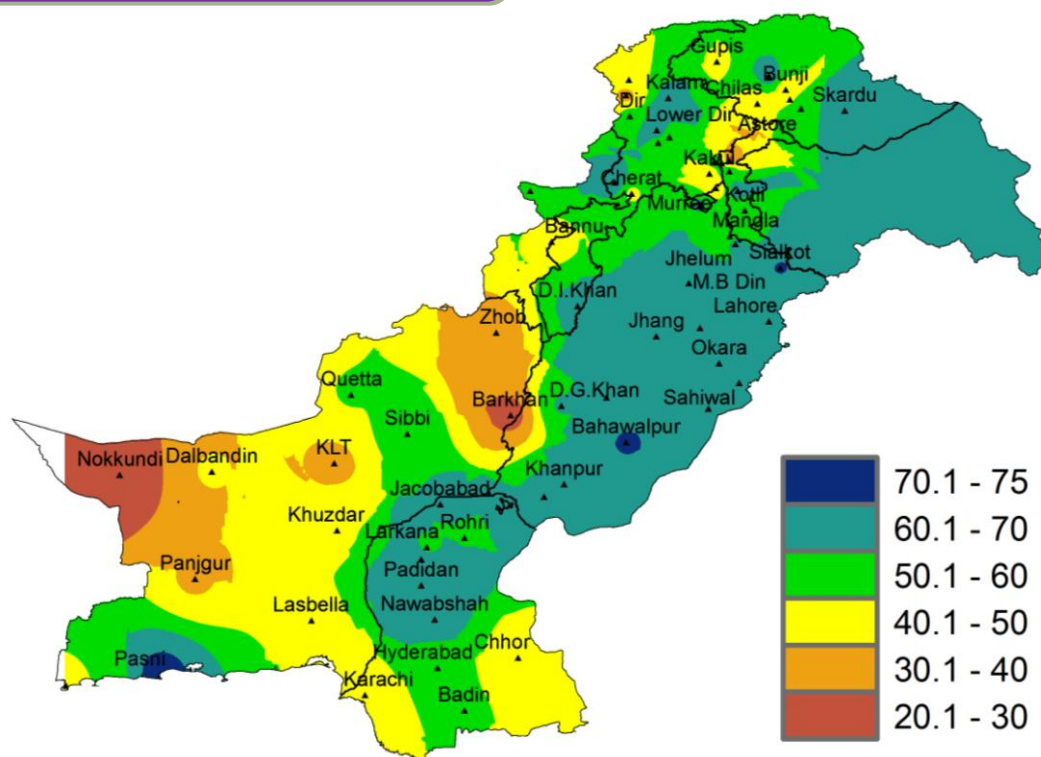 Gupis
Bunji
Kalam
Chilas
Skardu
Dir
Lower Dir
Astore
Kakul
Cherat
Kotli
Murree
Mangla
Bannu
Sialkot
Jhelum
M.B Din
D.I.Khan
Lahore
Zhob
Jhang
Okara
Quetta
D.G.Khan
Barkhan
Sahiwal
Sibbi
Bahawalpur
KLT
Dalbandin
Nokkundi
Khanpur
Jacobabad
70.1 - 75
Khuzdar
Rohri
60.1 - 70
Larkana
Panjgur
Padidan
50.1 - 60
Lasbella
Nawabshah
40.1 - 50
Chhor
Hyderabad
Pasni
30.1 - 40
Karachi
Badin
20.1 - 30